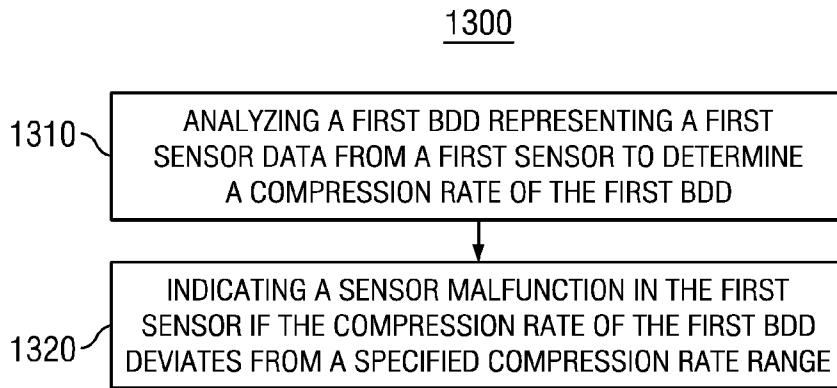 1300
1310
ANALYZING A FIRST BDD REPRESENTING A FIRST
SENSOR DATA FROM A FIRST SENSOR TO DETERMINE
A COMPRESSION RATE OF THE FIRST BDD
1320
INDICATING A SENSOR MALFUNCTION IN THE FIRST
SENSOR IF THE COMPRESSION RATE OF THE FIRST BDD
DEVIATES FROM A SPECIFIED COMPRESSION RATE RANGE